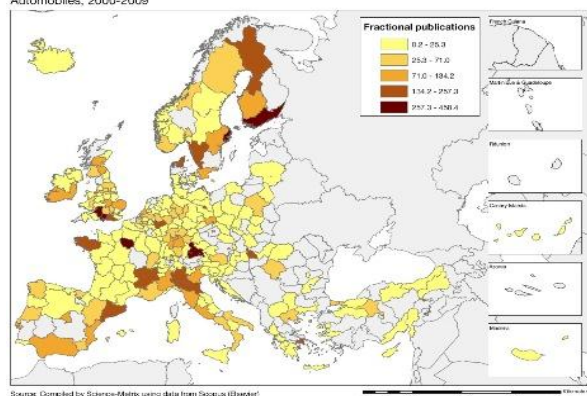 Automobiles, 2000-2009
Fractional publications
0.2 - 25.3
25.3 - 71.0
71.0 - 134.2
134.2 - 257.3
257.3 - 458.4
French Guiana
Martinique & Guadeloupe
Réunion
Canary Islands
Azores
Madeira
Source: Compiled by Science-Metrix using data from Scopus (Elsevier)